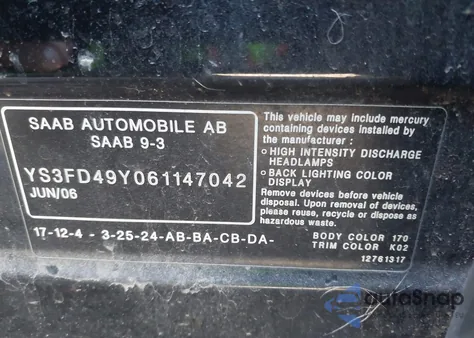 SAAB AUTOMOBILE AB
SAAB 9-3
YS3FD49Y061147042
JUN/06
17-12-4 - 3-25-24-AB-BA-CB-DA-
This vehicle may include mercury
containing devices installed by
the manufacturer:
○ HIGH INTENSITY DISCHARGE
HEADLAMPS
○ BACK LIGHTING COLOR
DISPLAY
Remove devices before vehicle
disposal. Upon removal of devices,
please reuse, recycle or dispose as
hazardous waste.
BODY COLOR 170
TRIM COLOR K02
12761317
autoSnap